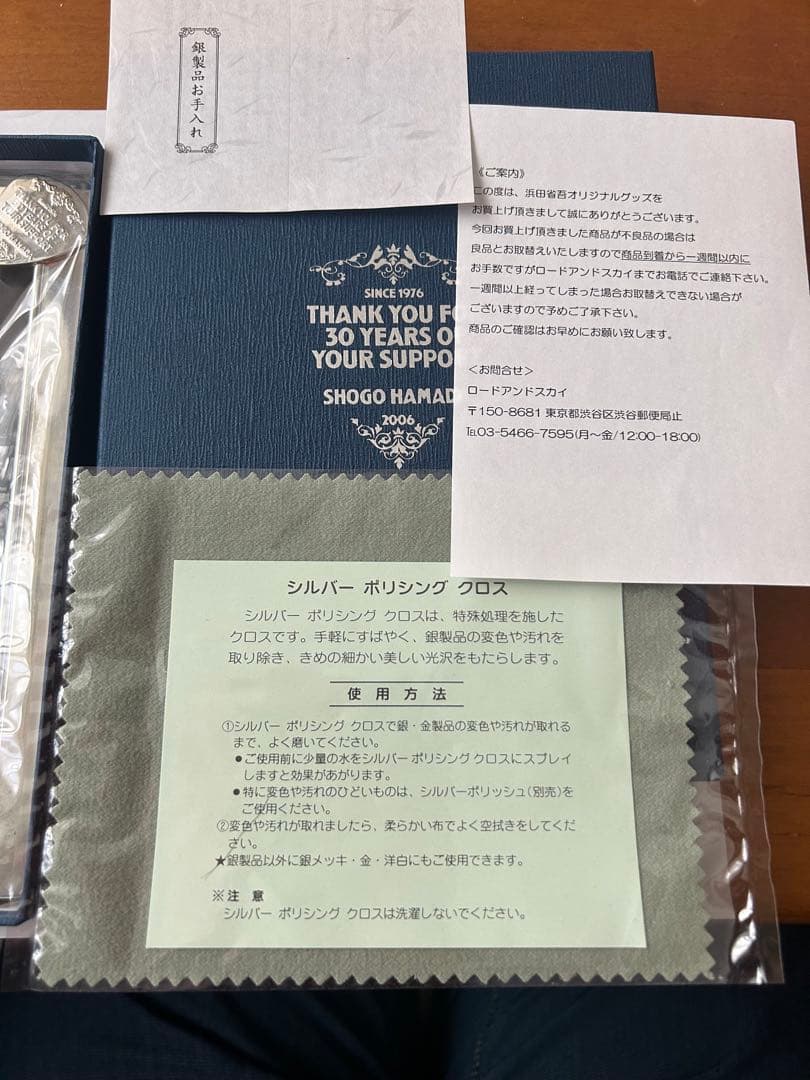 銀製品お手入れ
SINCE 1976
THANK YOU FO
30 YEARS O
YOUR SUPPO
SHOGO HAMAD
2006
《ご案内》
この度は、浜田省吾オリジナルグッズを
お買上げ頂きまして誠にありがとうございます。
今回お買上げ頂きました商品が不良品の場合は
良品とお取替えいたしますので商品到着から一週間以内に
お手数ですがロードアンドスカイまでお電話でご連絡下さい。
一週間以上経ってしまった場合お取替えできない場合が
ございますので予めご了承下さい。
商品のご確認はお早めにお願い致します。
＜お問合せ＞
ロードアンドスカイ
〒150-8681 東京都渋谷区渋谷郵便局止
℡03-5466-7595(月〜金/12:00-18:00)
シルバー ポリシング クロス
シルバー ポリシング クロスは、特殊処理を施した
クロスです。手軽にすばやく、銀製品の変色や汚れを
取り除き、きめの細かい美しい光沢をもたらします。
使用方法
①シルバー ポリシング クロスで銀・金製品の変色や汚れが取れる
まで、よく磨いてください。
●ご使用前に少量の水をシルバー ポリシング クロスにスプレイ
しますと効果があがります。
●特に変色や汚れのひどいものは、シルバーポリッシュ(別売)を
ご使用ください。
②変色や汚れが取れましたら、柔らかい布でよく空拭きをしてくだ
さい。
★銀製品以外に銀メッキ・金・洋白にもご使用できます。
※注 意
シルバー ポリシング クロスは洗濯しないでください。